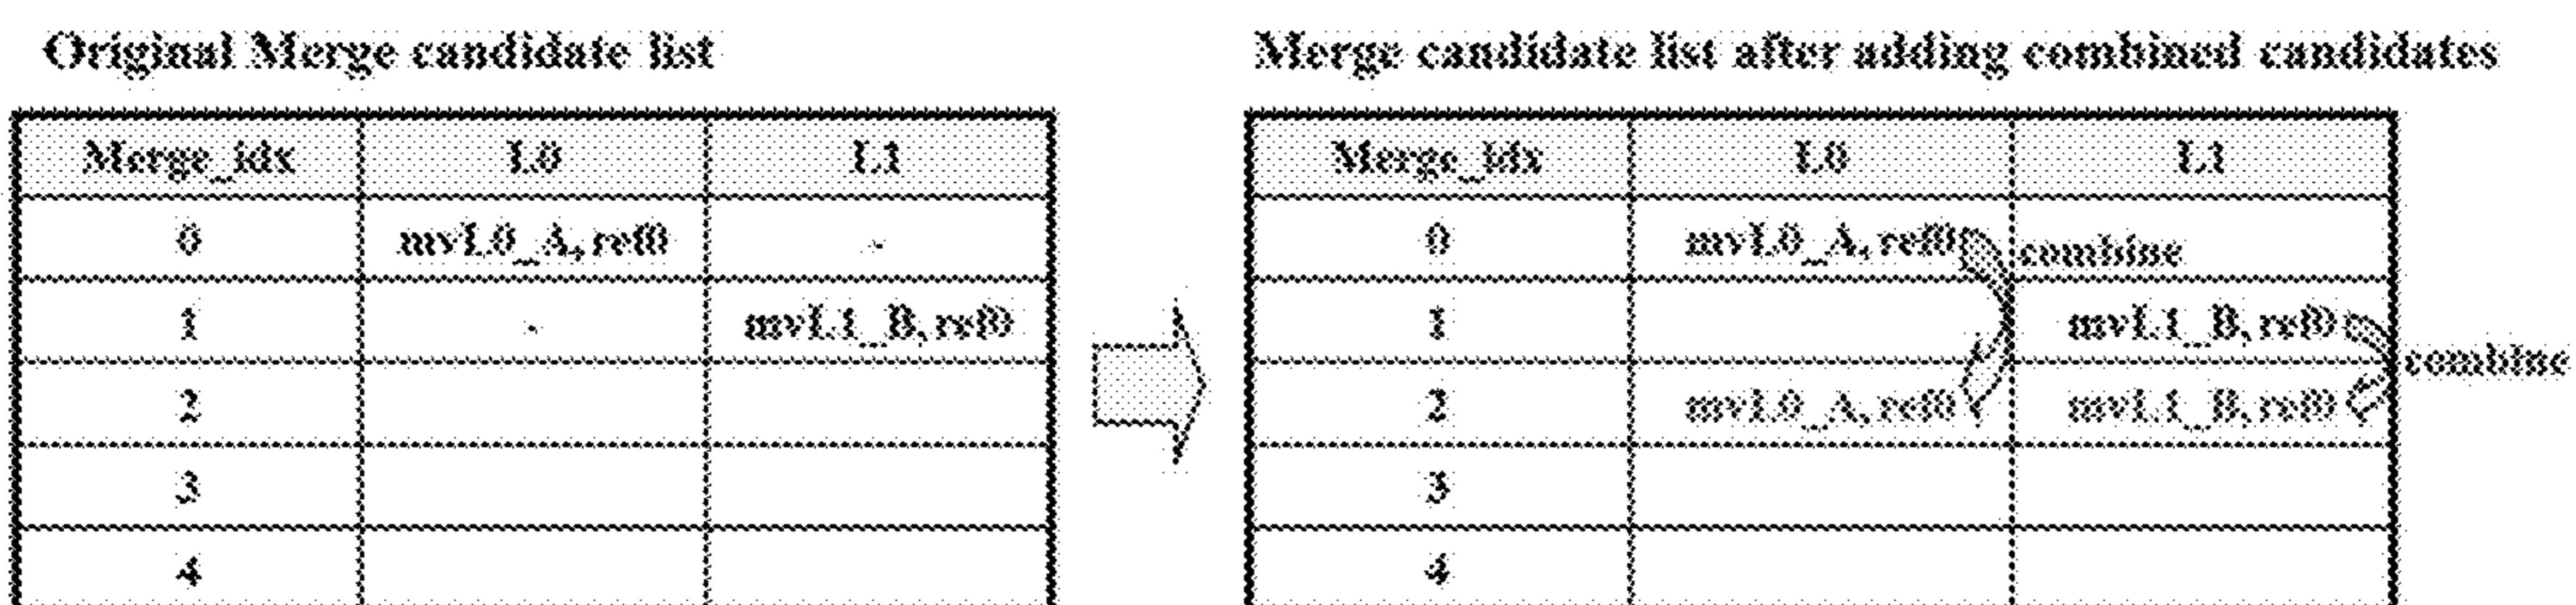 Original Merge candidate list
Merge_idx L0 L1
0 mvL0_A, ref0 -
1 - mvL1_B, ref0
2
3
4
Merge candidate list after adding combined candidates
Merge_idx L0 L1
0 mvL0_A, ref0 combine
1 mvL1_B, ref0
combine
2 mvL0_A, ref0 mvL1_B, ref0
3
4